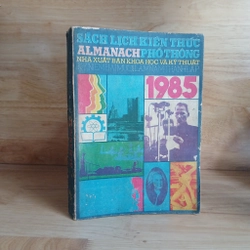 SÁCH LỊCH KIẾN THỨC
ALMANACH PHỔ THÔNG
NHÀ XUẤT BẢN KHOA HỌC VÀ KỸ THUẬT
1985